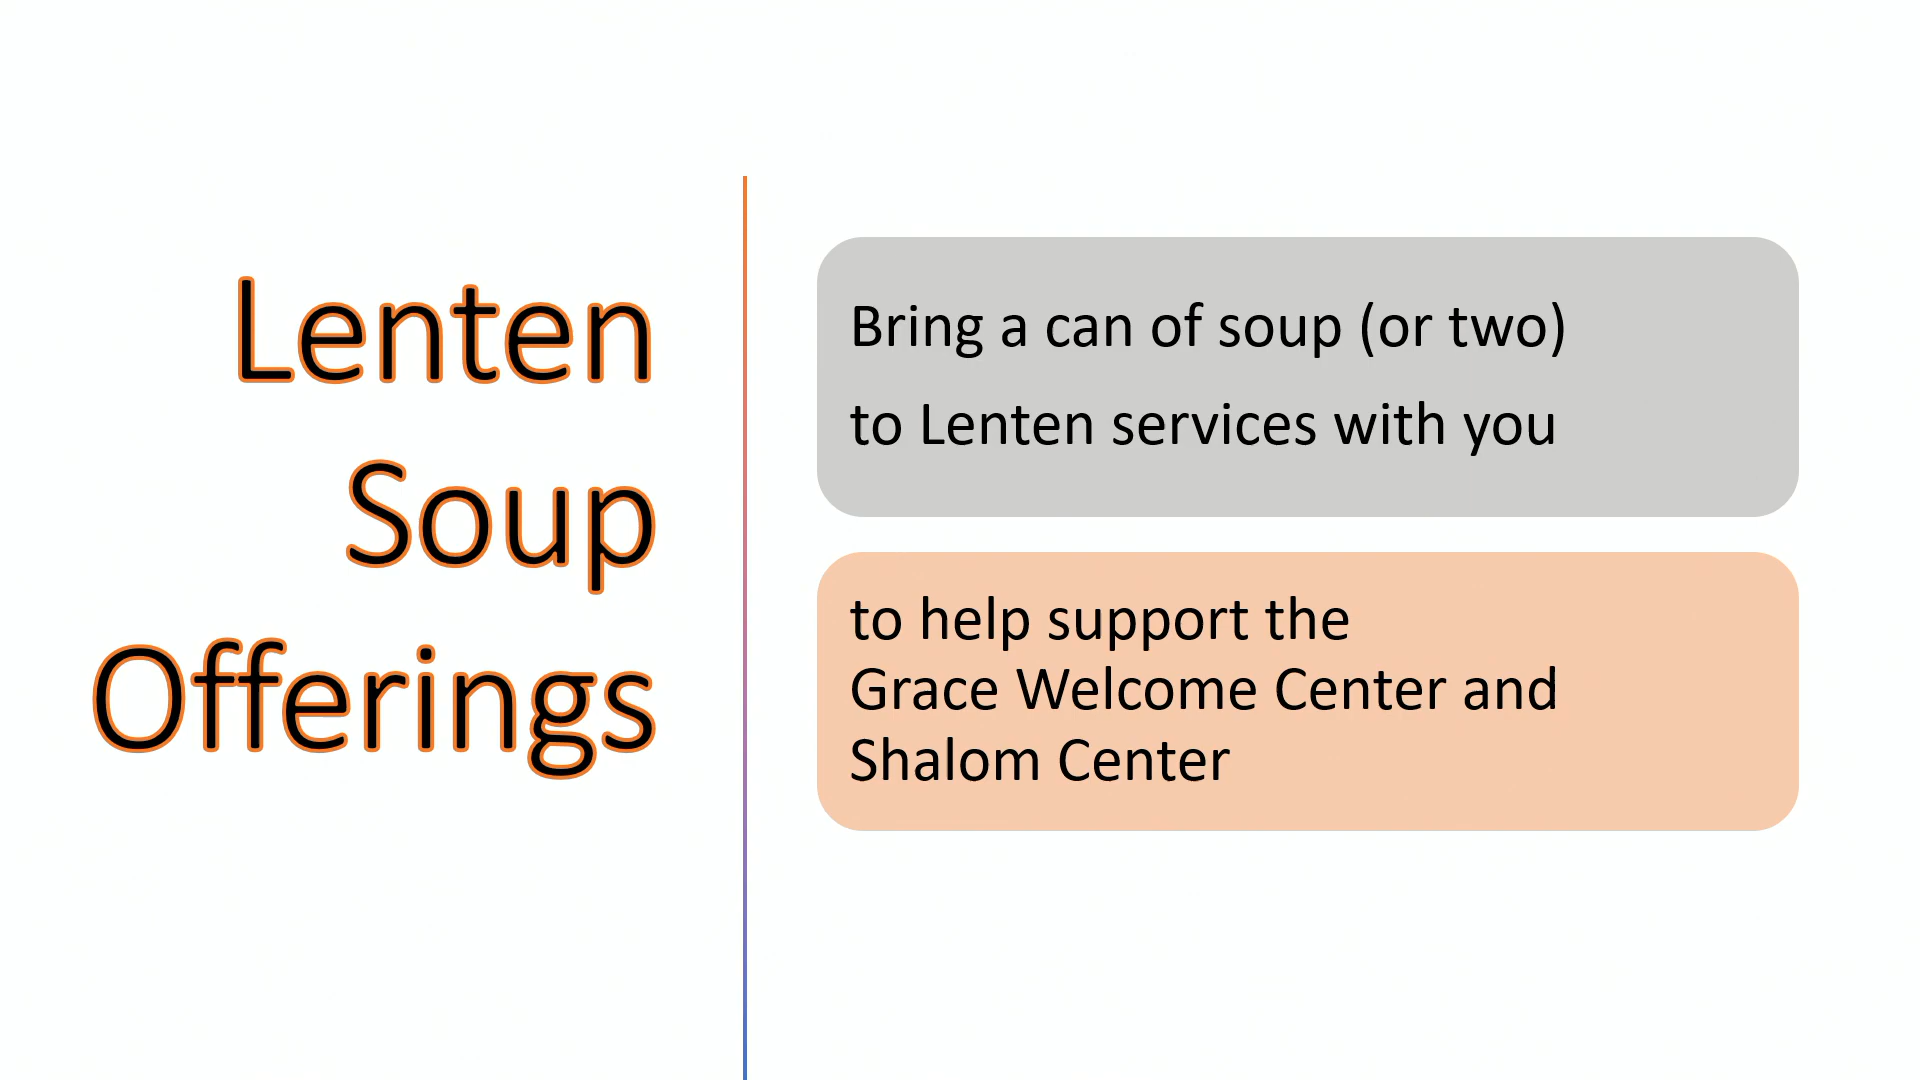 Lenten
Soup
Offerings
Bring a can of soup (or two)
to Lenten services with you
to help support the
Grace Welcome Center and
Shalom Center